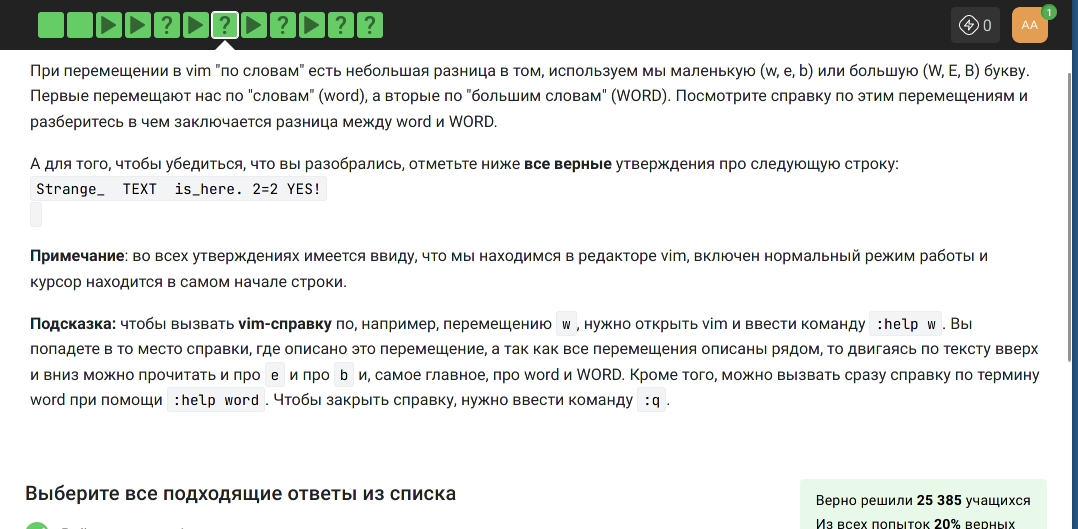 ? ? ? ? ?
0
AA
1
При перемещении в vim "по словам" есть небольшая разница в том, используем мы маленькую (w, e, b) или большую (W, E, B) букву.
Первые перемещают нас по "словам" (word), а вторые по "большим словам" (WORD). Посмотрите справку по этим перемещениям и
разберитесь в чем заключается разница между word и WORD.
А для того, чтобы убедиться, что вы разобрались, отметьте ниже все верные утверждения про следующую строку:
Strange_  TEXT  is_here. 2=2 YES!
Примечание: во всех утверждениях имеется ввиду, что мы находимся в редакторе vim, включен нормальный режим работы и
курсор находится в самом начале строки.
Подсказка: чтобы вызвать vim-справку по, например, перемещению w, нужно открыть vim и ввести команду :help w. Вы
попадете в то место справки, где описано это перемещение, а так как все перемещения описаны рядом, то двигаясь по тексту вверх
и вниз можно прочитать и про e и про b и, самое главное, про word и WORD. Кроме того, можно вызвать сразу справку по термину
word при помощи :help word. Чтобы закрыть справку, нужно ввести команду :q.
Выберите все подходящие ответы из списка
Верно решили 25 385 учащихся
Из всех попыток 20% верных